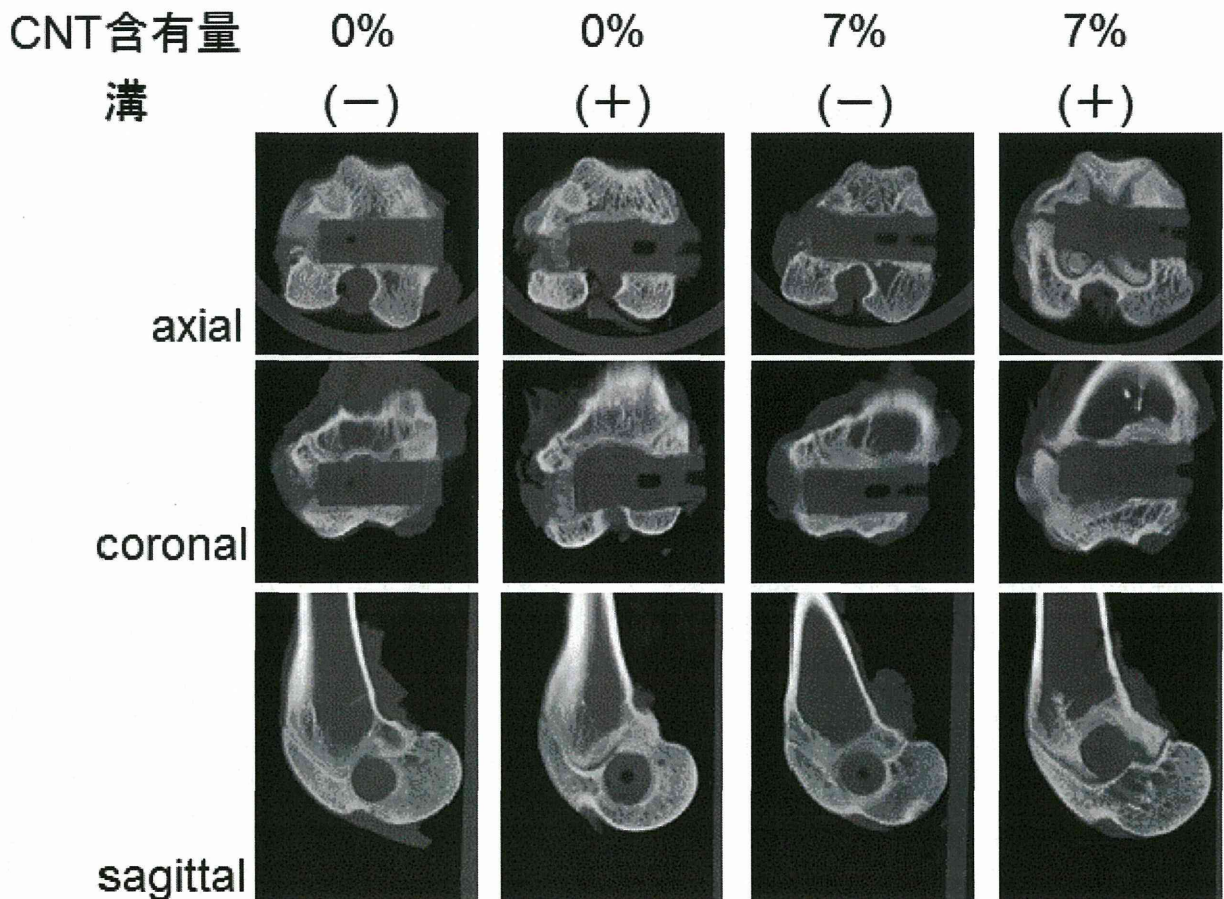 CNT含有量 0% 0% 7% 7%
溝 (－) (＋) (－) (＋)
axial
coronal
sagittal